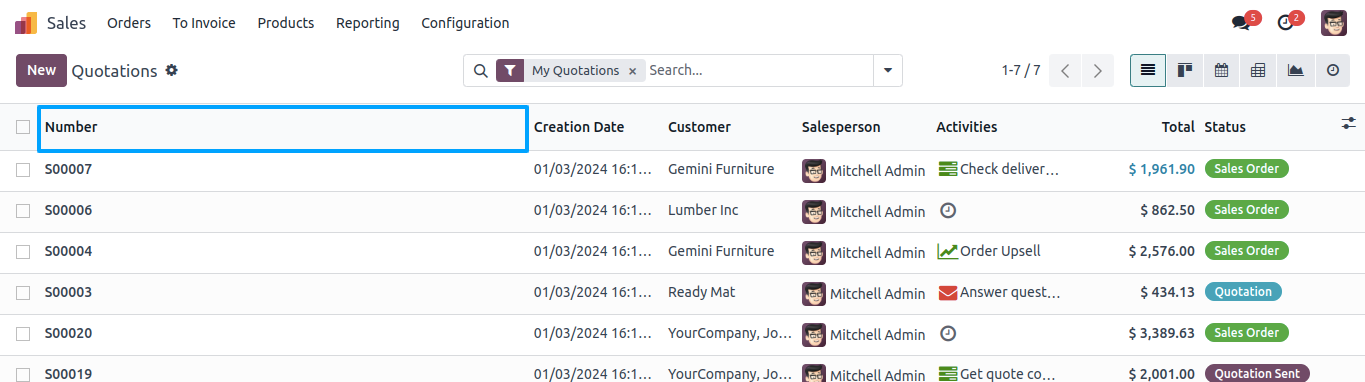 Sales Orders To Invoice Products Reporting Configuration 5 2
New Quotations My Quotations × Search... 1-7 / 7
Number Creation Date Customer Salesperson Activities Total Status
S00007 01/03/2024 16:1... Gemini Furniture Mitchell Admin Check deliver... $ 1,961.90 Sales Order
S00006 01/03/2024 16:1... Lumber Inc Mitchell Admin $ 862.50 Sales Order
S00004 01/03/2024 16:1... Gemini Furniture Mitchell Admin Order Upsell $ 2,576.00 Sales Order
S00003 01/03/2024 16:1... Ready Mat Mitchell Admin Answer quest... $ 434.13 Quotation
S00020 01/03/2024 16:1... YourCompany, Jo... Mitchell Admin $ 3,389.63 Sales Order
S00019 01/03/2024 16:1... YourCompany, Jo... Mitchell Admin Get quote co... $ 2,001.00 Quotation Sent